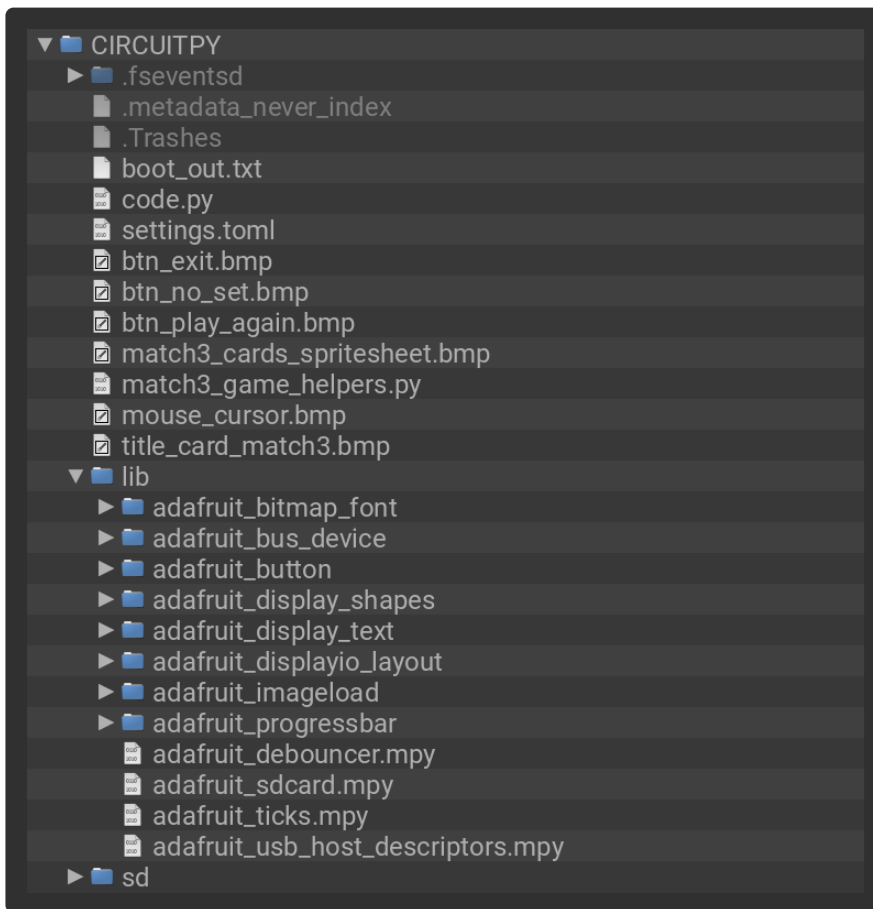 CIRCUITPY
.fseventsd
.metadata_never_index
.Trashes
boot_out.txt
code.py
settings.toml
btn_exit.bmp
btn_no_set.bmp
btn_play_again.bmp
match3_cards_spritesheet.bmp
match3_game_helpers.py
mouse_cursor.bmp
title_card_match3.bmp
lib
adafruit_bitmap_font
adafruit_bus_device
adafruit_button
adafruit_display_shapes
adafruit_display_text
adafruit_displayio_layout
adafruit_imageload
adafruit_progressbar
adafruit_debouncer.mpy
adafruit_sdcard.mpy
adafruit_ticks.mpy
adafruit_usb_host_descriptors.mpy
sd